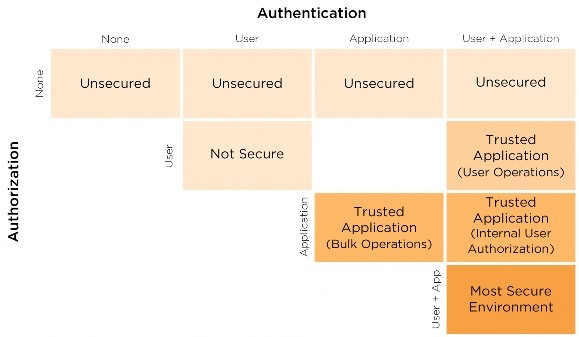 Authentication
None
User
Application
User + Application
None
Unsecured
Unsecured
Unsecured
Unsecured
Authorization
User
Not Secure
Trusted
Application
(User Operations)
Application
Trusted
Application
(Bulk Operations)
Trusted
Application
(Internal User
Authorization)
User + App
Most Secure
Environment